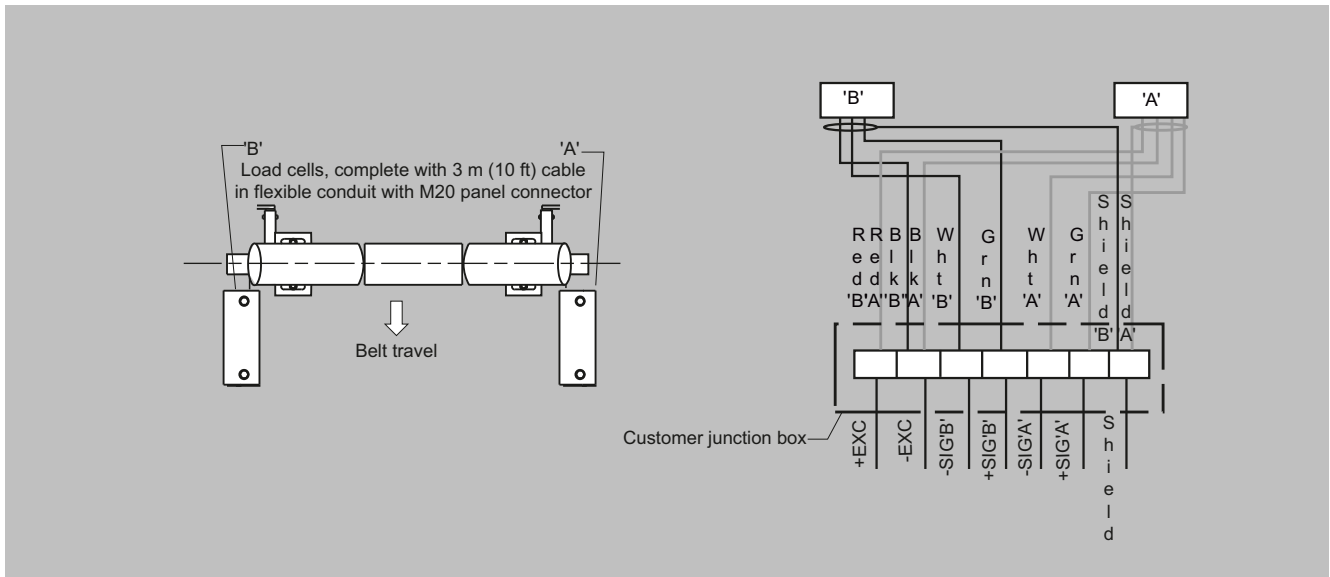 'B'
'A'
Load cells, complete with 3 m (10 ft) cable
in flexible conduit with M20 panel connector
Belt travel
'B'
'A'
Red 'B'
Red 'A'
Blk 'B'
Blk 'A'
Wht 'B'
Grn 'B'
Wht 'A'
Grn 'A'
Shield 'B'
Shield 'A'
Customer junction box
+EXC
-EXC
-SIG'B'
+SIG'B'
-SIG'A'
+SIG'A'
Shield